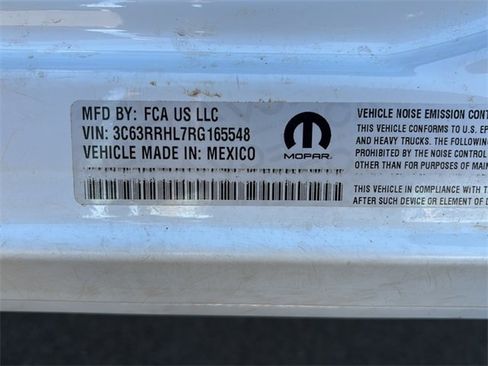 MFD BY: FCA US LLC
VIN: 3C63RRHL7RG165548
VEHICLE MADE IN: MEXICO
MOPAR
VEHICLE NOISE EMISSION CONT
THIS VEHICLE CONFORMS TO U.S. EP
AND HEAVY TRUCKS. THE FOLLOWING
PROHIBITED BY THE NOISE CONTROL
OTHER THAN FOR PURPOSES OF MAIN
THIS VEHICLE IN COMPLIANCE WITH T
AFTER SUCH DEVICE OR ELEMENT OF D